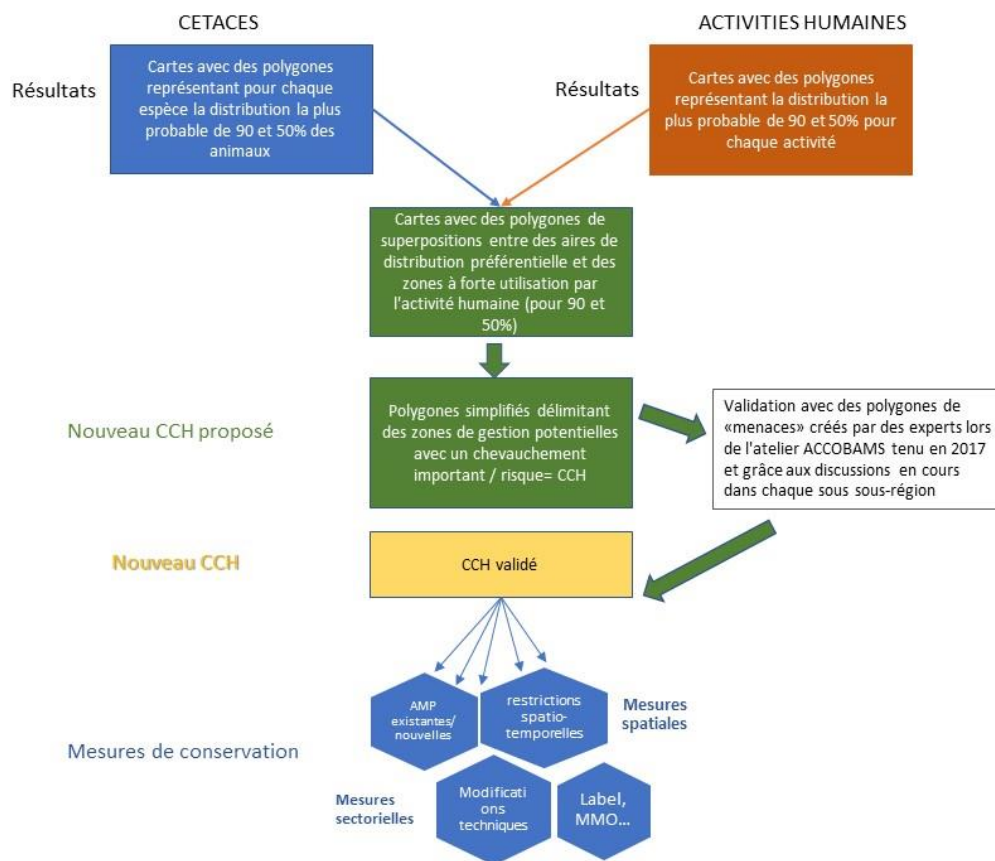 CETACES
ACTIVITIES HUMAINES
Résultats
Cartes avec des polygones
représentant pour chaque
espèce la distribution la plus
probable de 90 et 50% des
animaux
Résultats
Cartes avec des polygones
représentant la distribution la
plus probable de 90 et 50% pour
chaque activité
Cartes avec des polygones de
superpositions entre des aires de
distribution préférentielle et des
zones à forte utilisation par
l'activité humaine (pour 90 et
50%)
Nouveau CCH proposé
Polygones simplifiés délimitant
des zones de gestion potentielles
avec un chevauchement
important / risque= CCH
Validation avec des polygones de
«menaces» créés par des experts lors
de l'atelier ACCOBAMS tenu en 2017
et grâce aux discussions en cours
dans chaque sous sous-région
Nouveau CCH
CCH validé
AMP
existantes/
nouvelles
restrictions
spatio-
temporelles
Mesures
spatiales
Mesures de conservation
Mesures
sectorielles
Modificati
ons
techniques
Label,
MMO...